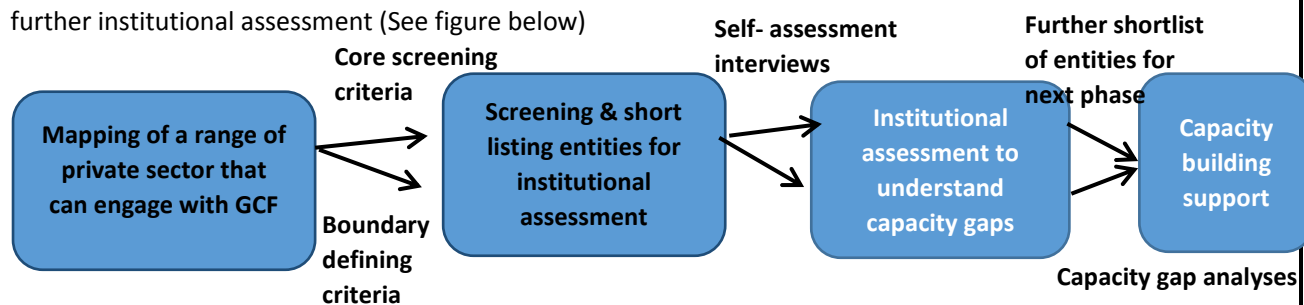 further institutional assessment (See figure below)
Core screening
criteria
Self- assessment
interviews
Further shortlist
of entities for
next phase
Mapping of a range of
private sector that
can engage with GCF
Screening & short
listing entities for
institutional
assessment
Institutional
assessment to
understand
capacity gaps
Capacity
building
support
Boundary
defining
criteria
Capacity gap analyses